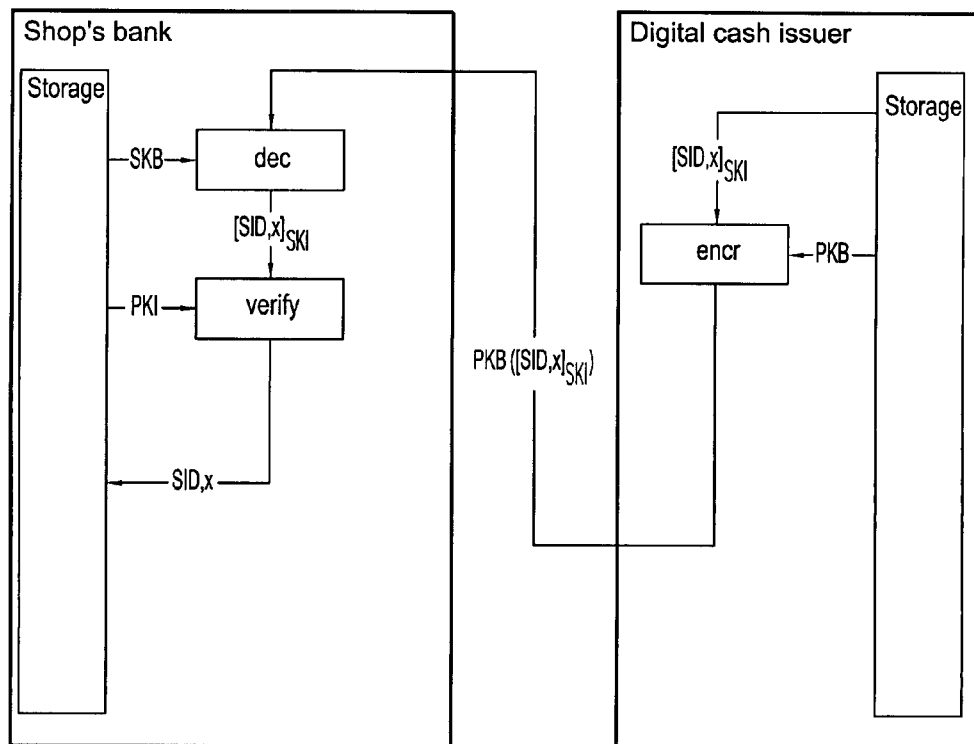 Shop's bank
Storage
SKB
dec
[SID,x]SKI
PKI
verify
SID,x
PKB([SID,x]SKI)
Digital cash issuer
Storage
[SID,x]SKI
encr
PKB